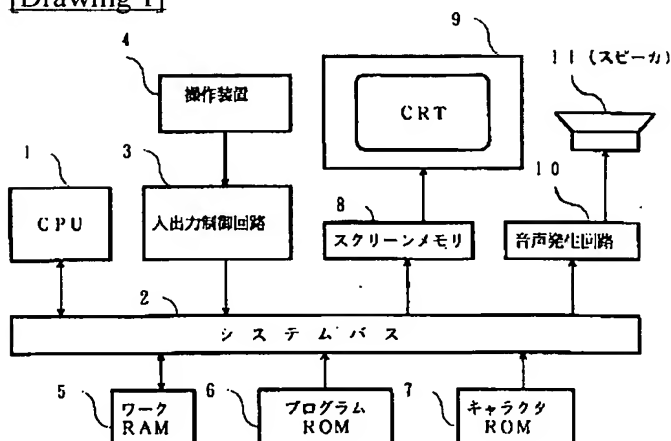 [Drawing 1]
9
4
11 (スピーカ)
操作装置
CRT
1
3
10
8
CPU
入出力制御回路
スクリーンメモリ
音声発生回路
2
システムバス
5
6
7
ワーク
RAM
プログラム
ROM
キャラクタ
ROM